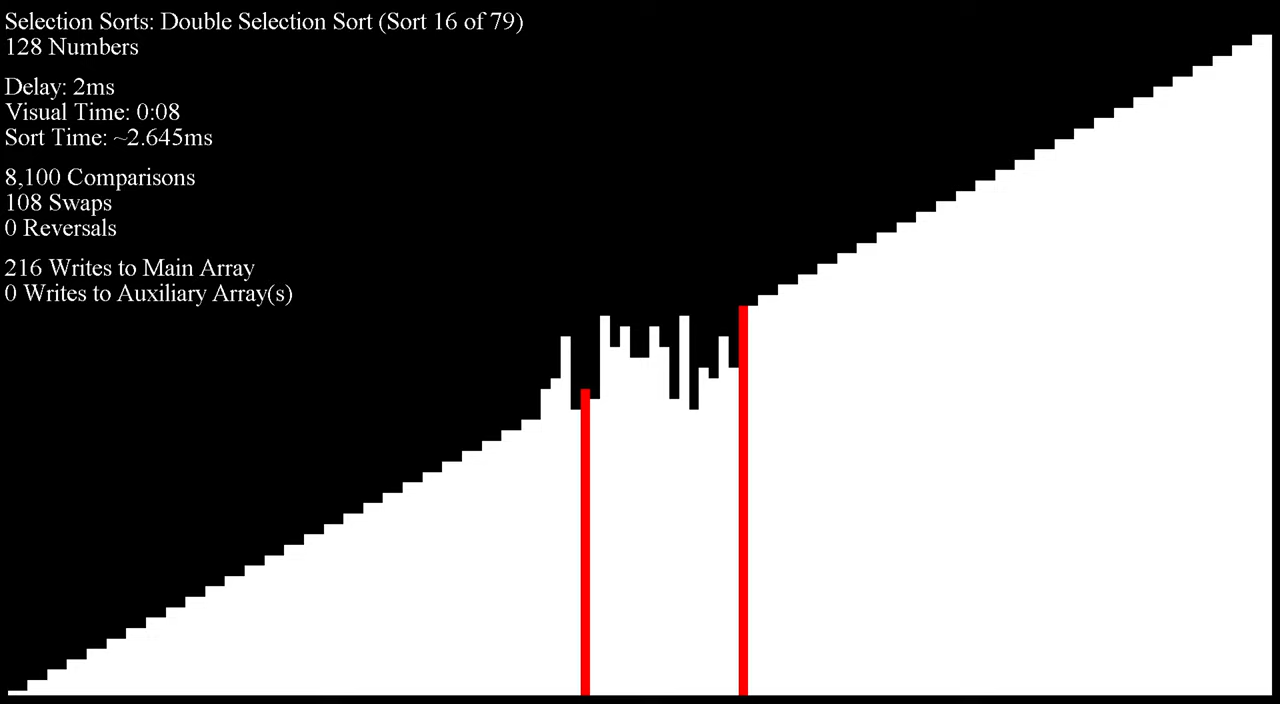 Selection Sorts: Double Selection Sort (Sort 16 of 79)
128 Numbers
Delay: 2ms
Visual Time: 0:08
Sort Time: ~2.645ms
8,100 Comparisons
108 Swaps
0 Reversals
216 Writes to Main Array
0 Writes to Auxiliary Array(s)